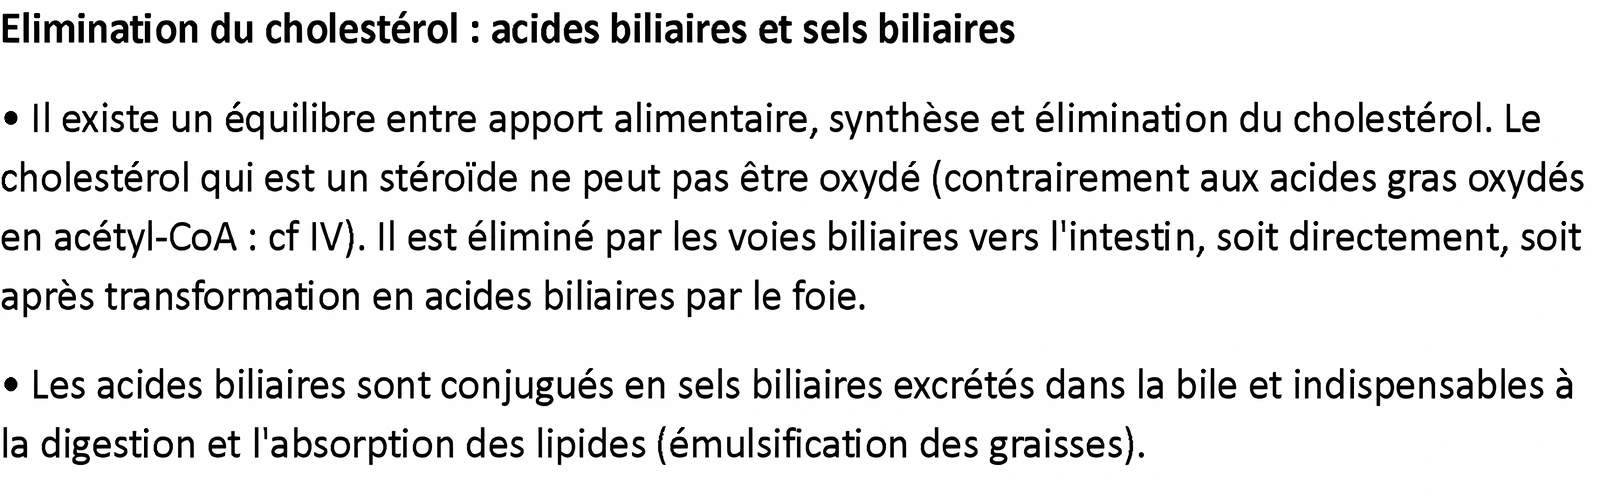 Elimination du cholestérol : acides biliaires et sels biliaires
• Il existe un équilibre entre apport alimentaire, synthèse et élimination du cholestérol. Le
cholestérol qui est un stéroïde ne peut pas être oxydé (contrairement aux acides gras oxydés
en acétyl-CoA : cf IV). Il est éliminé par les voies biliaires vers l'intestin, soit directement, soit
après transformation en acides biliaires par le foie.
• Les acides biliaires sont conjugués en sels biliaires excrétés dans la bile et indispensables à
la digestion et l'absorption des lipides (émulsification des graisses).